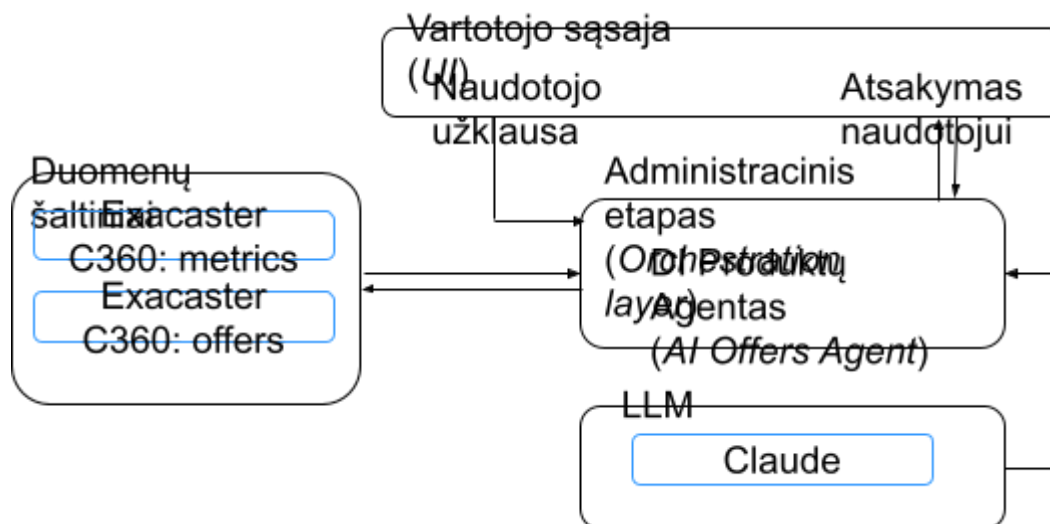 Vartotojo sąsaja
(UI)
Naudotojo
užklausa
Atsakymas
naudotojui
Duomenų
šaltiniai
Exacaster
C360: metrics
Exacaster
C360: offers
Administracinis
etapas
(Orchestration
layer)
DI Produktų
Agentas
(AI Offers Agent)
LLM
Claude